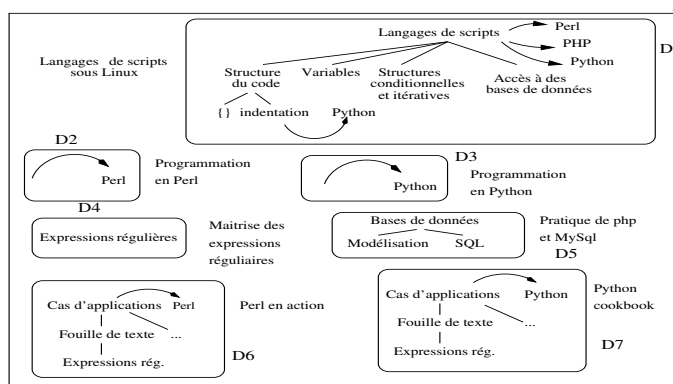 Langages de scripts
Perl
PHP
Python
D
Langages de scripts
sous Linux
Structure
du code
Variables
Structures
conditionnelles
et itératives
Accès à des
bases de données
{} indentation
Python
D2
Perl
Programmation
en Perl
D3
Python
Programmation
en Python
D4
Expressions régulières
Maitrise des
expressions
réguliaires
Bases de données
Modélisation
SQL
Pratique de php
et MySql
D5
Cas d'applications
Perl
Fouille de texte
...
Expressions rég.
D6
Perl en action
Cas d'applications
Python
Fouille de texte
...
Expressions rég.
D7
Python
cookbook